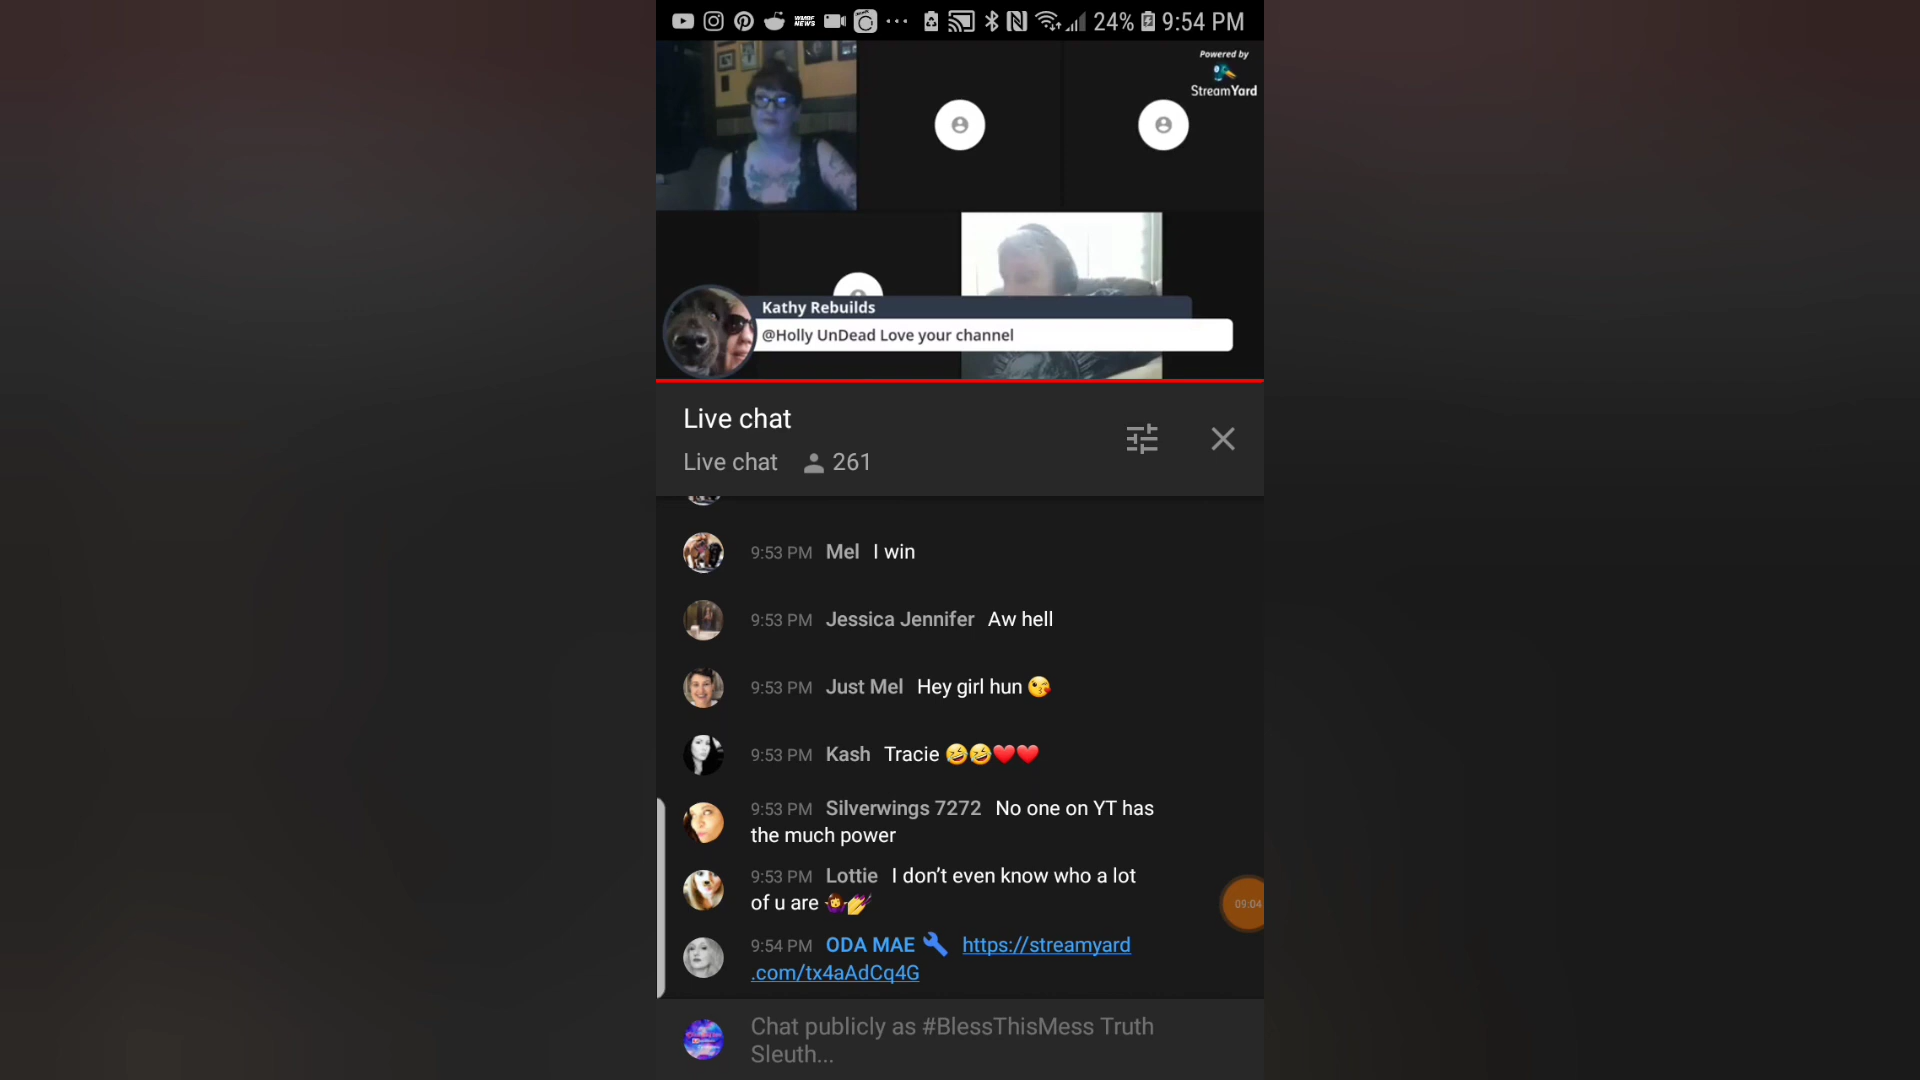 24% 9:54 PM
Powered by
StreamYard
Kathy Rebuilds
@Holly UnDead Love your channel
Live chat
Live chat 261
9:53 PM Mel I win
9:53 PM Jessica Jennifer Aw hell
9:53 PM Just Mel Hey girl hun 😘
9:53 PM Kash Tracie 🤣🤣❤️❤️
9:53 PM Silverwings 7272 No one on YT has
the much power
9:53 PM Lottie I don’t even know who a lot
of u are 🤷‍♀️💅
9:54 PM ODA MAE 🔧 https://streamyard
.com/tx4aAdCq4G
09:04
Chat publicly as #BlessThisMess Truth
Sleuth...